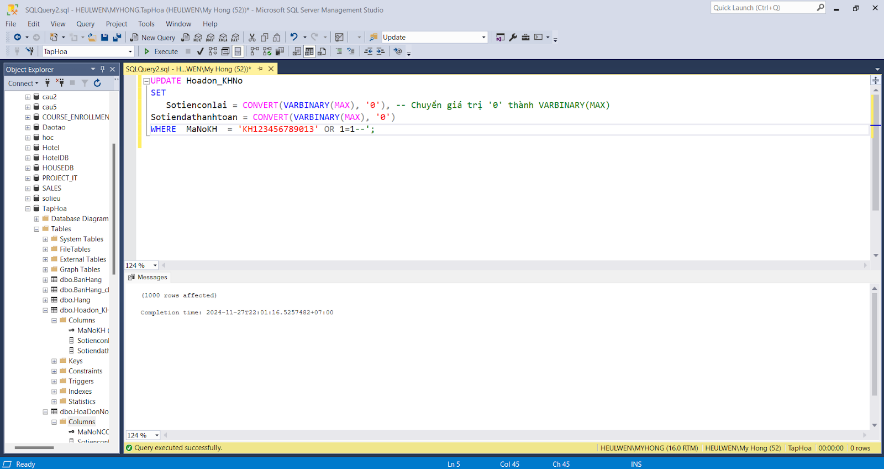 SQLQuery2.sql - HEULWEN\MYHONG.TapHoa (HEULWEN\My Hong (52))* - Microsoft SQL Server Management Studio
Quick Launch (Ctrl+Q)
File Edit View Query Project Tools Window Help
New Query
Update
TapHoa
Execute
Object Explorer
SQLQuery2.sql - H...WEN\My Hong (52))*
Connect
cau2
cau5
COURSE_ENROLLMEN
Daotao
hoc
Hotel
HotelDB
HOUSEDB
PROJECT_IT
SALES
solieu
TapHoa
Database Diagram
Tables
System Tables
FileTables
External Tables
Graph Tables
dbo.BanHang
dbo.BanHang_d
dbo.Hang
dbo.Hoadon_KH
Columns
MaNoKH (
Sotienconl
Sotiendath
Keys
Constraints
Triggers
Indexes
Statistics
dbo.HoaDonNo
Columns
MaNoNCC
Sotienconl
UPDATE Hoadon_KHNo
SET
Sotienconlai = CONVERT(VARBINARY(MAX), '0'), -- Chuyển giá trị '0' thành VARBINARY(MAX)
Sotiendathanhtoan = CONVERT(VARBINARY(MAX), '0')
WHERE MaNoKH = 'KH123456789013' OR 1=1--';
124 %
Messages
(1000 rows affected)
Completion time: 2024-11-27T22:01:16.5257482+07:00
124 %
Query executed successfully.
HEULWEN\MYHONG (16.0 RTM) HEULWEN\My Hong (52) TapHoa 00:00:00 0 rows
Ready
Ln 5 Col 45 Ch 45 INS